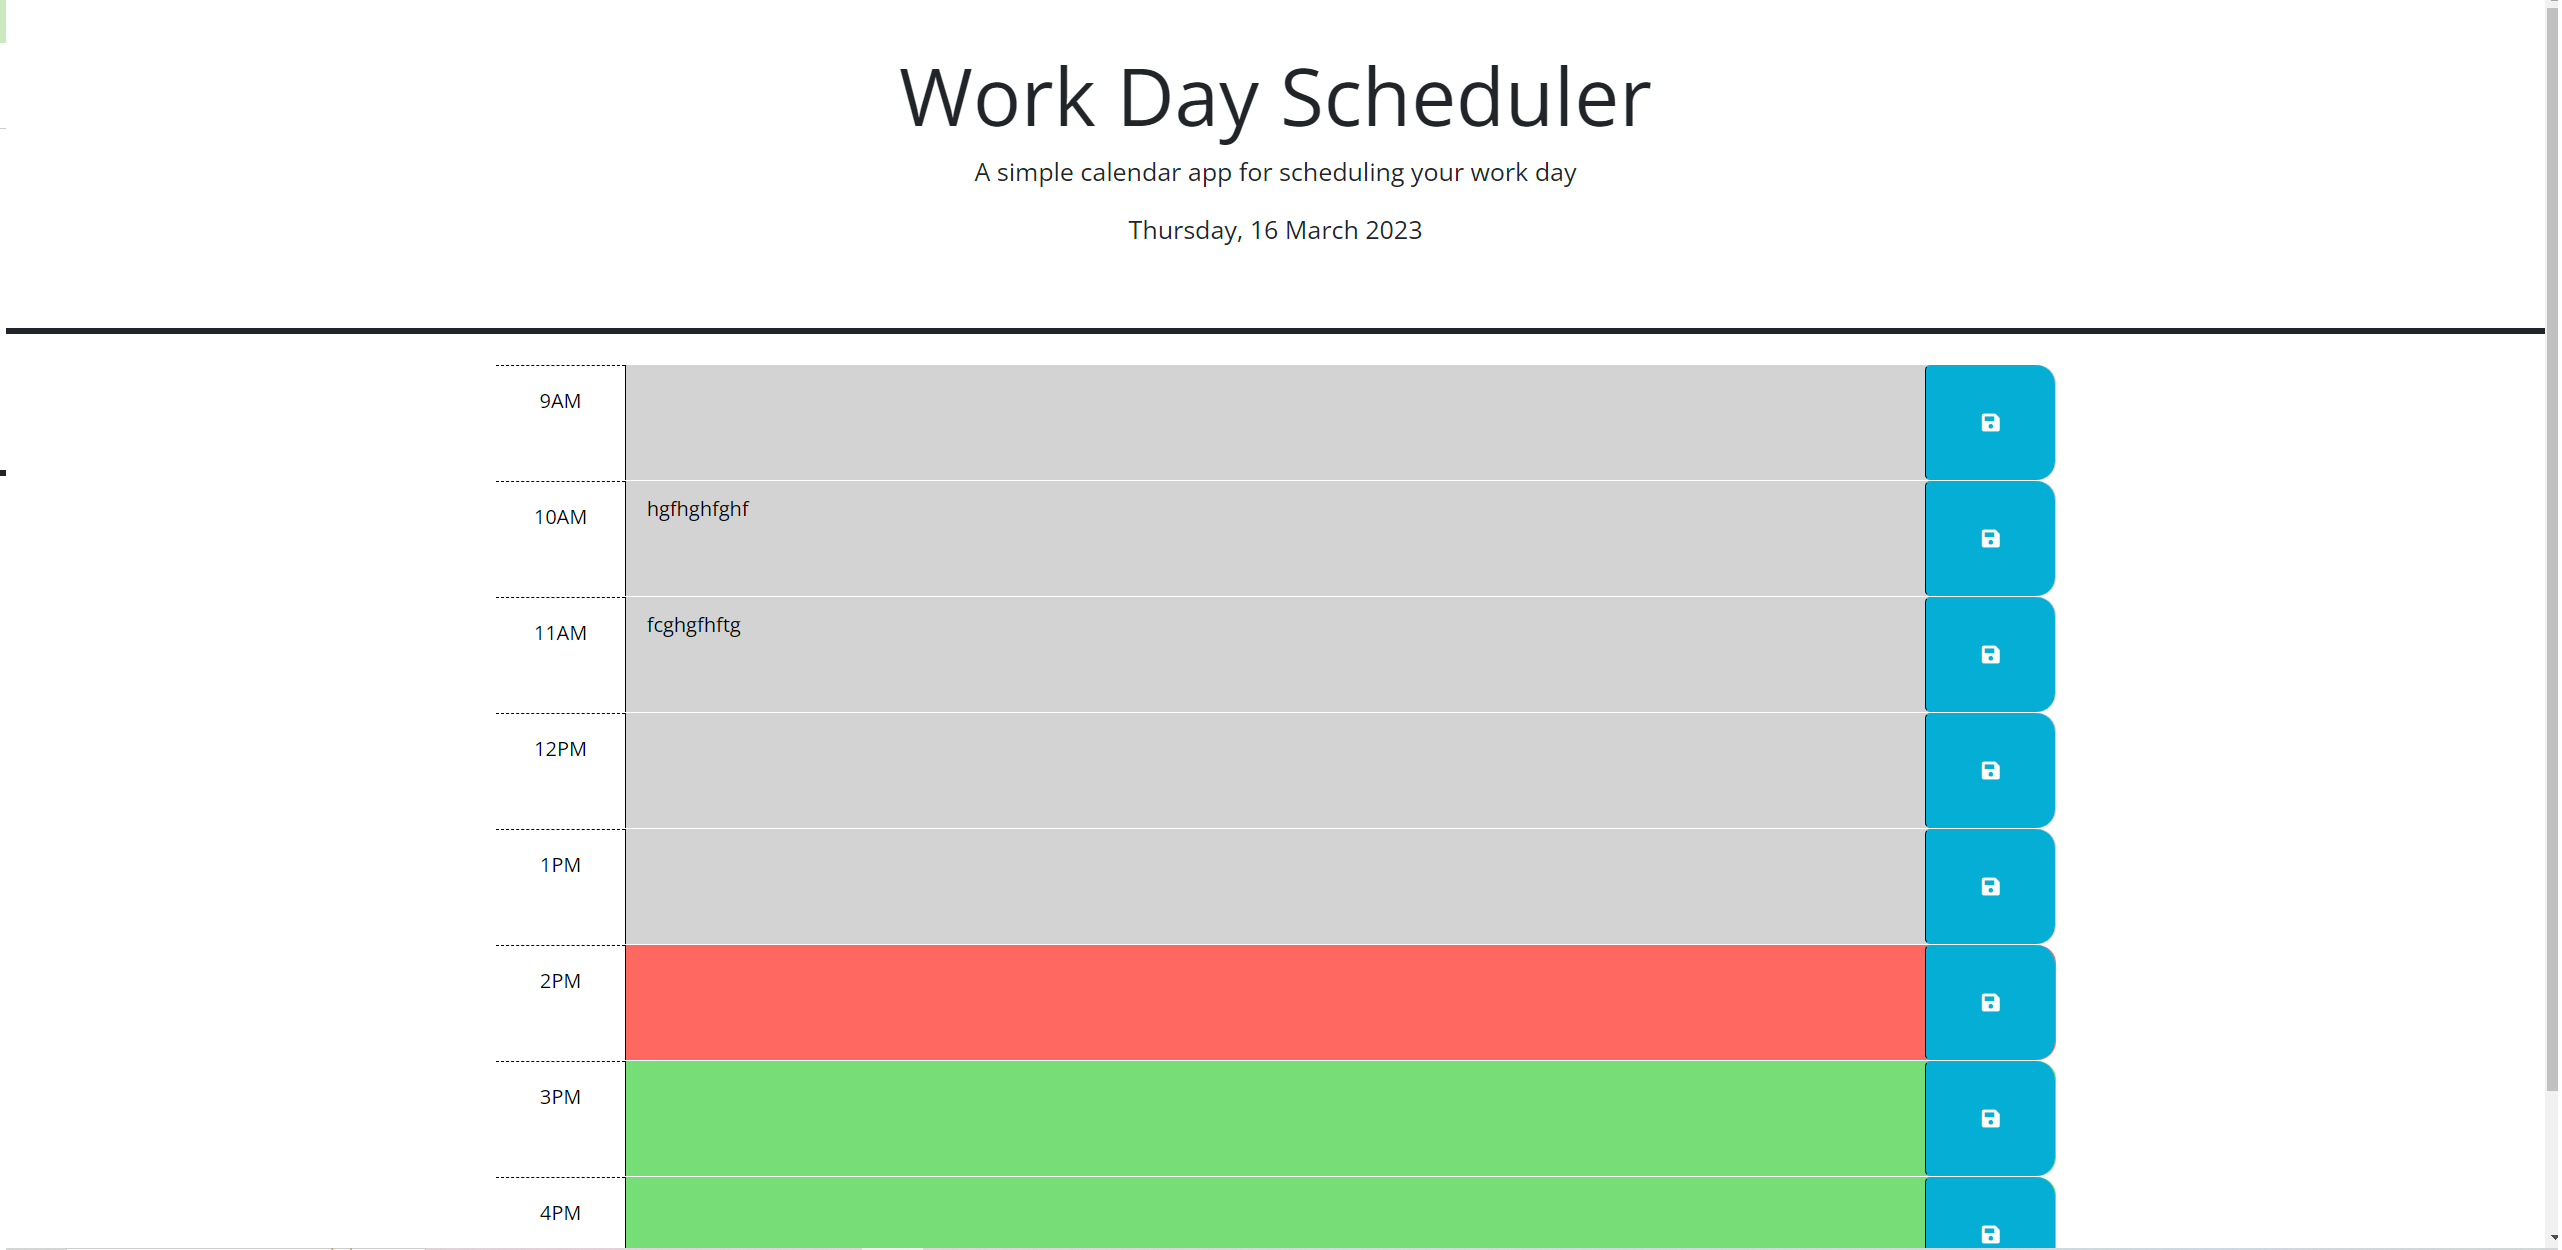 Work Day Scheduler
A simple calendar app for scheduling your work day
Thursday, 16 March 2023
9AM
10AM hgfhghfghf
11AM fcghgfhftg
12PM
1PM
2PM
3PM
4PM